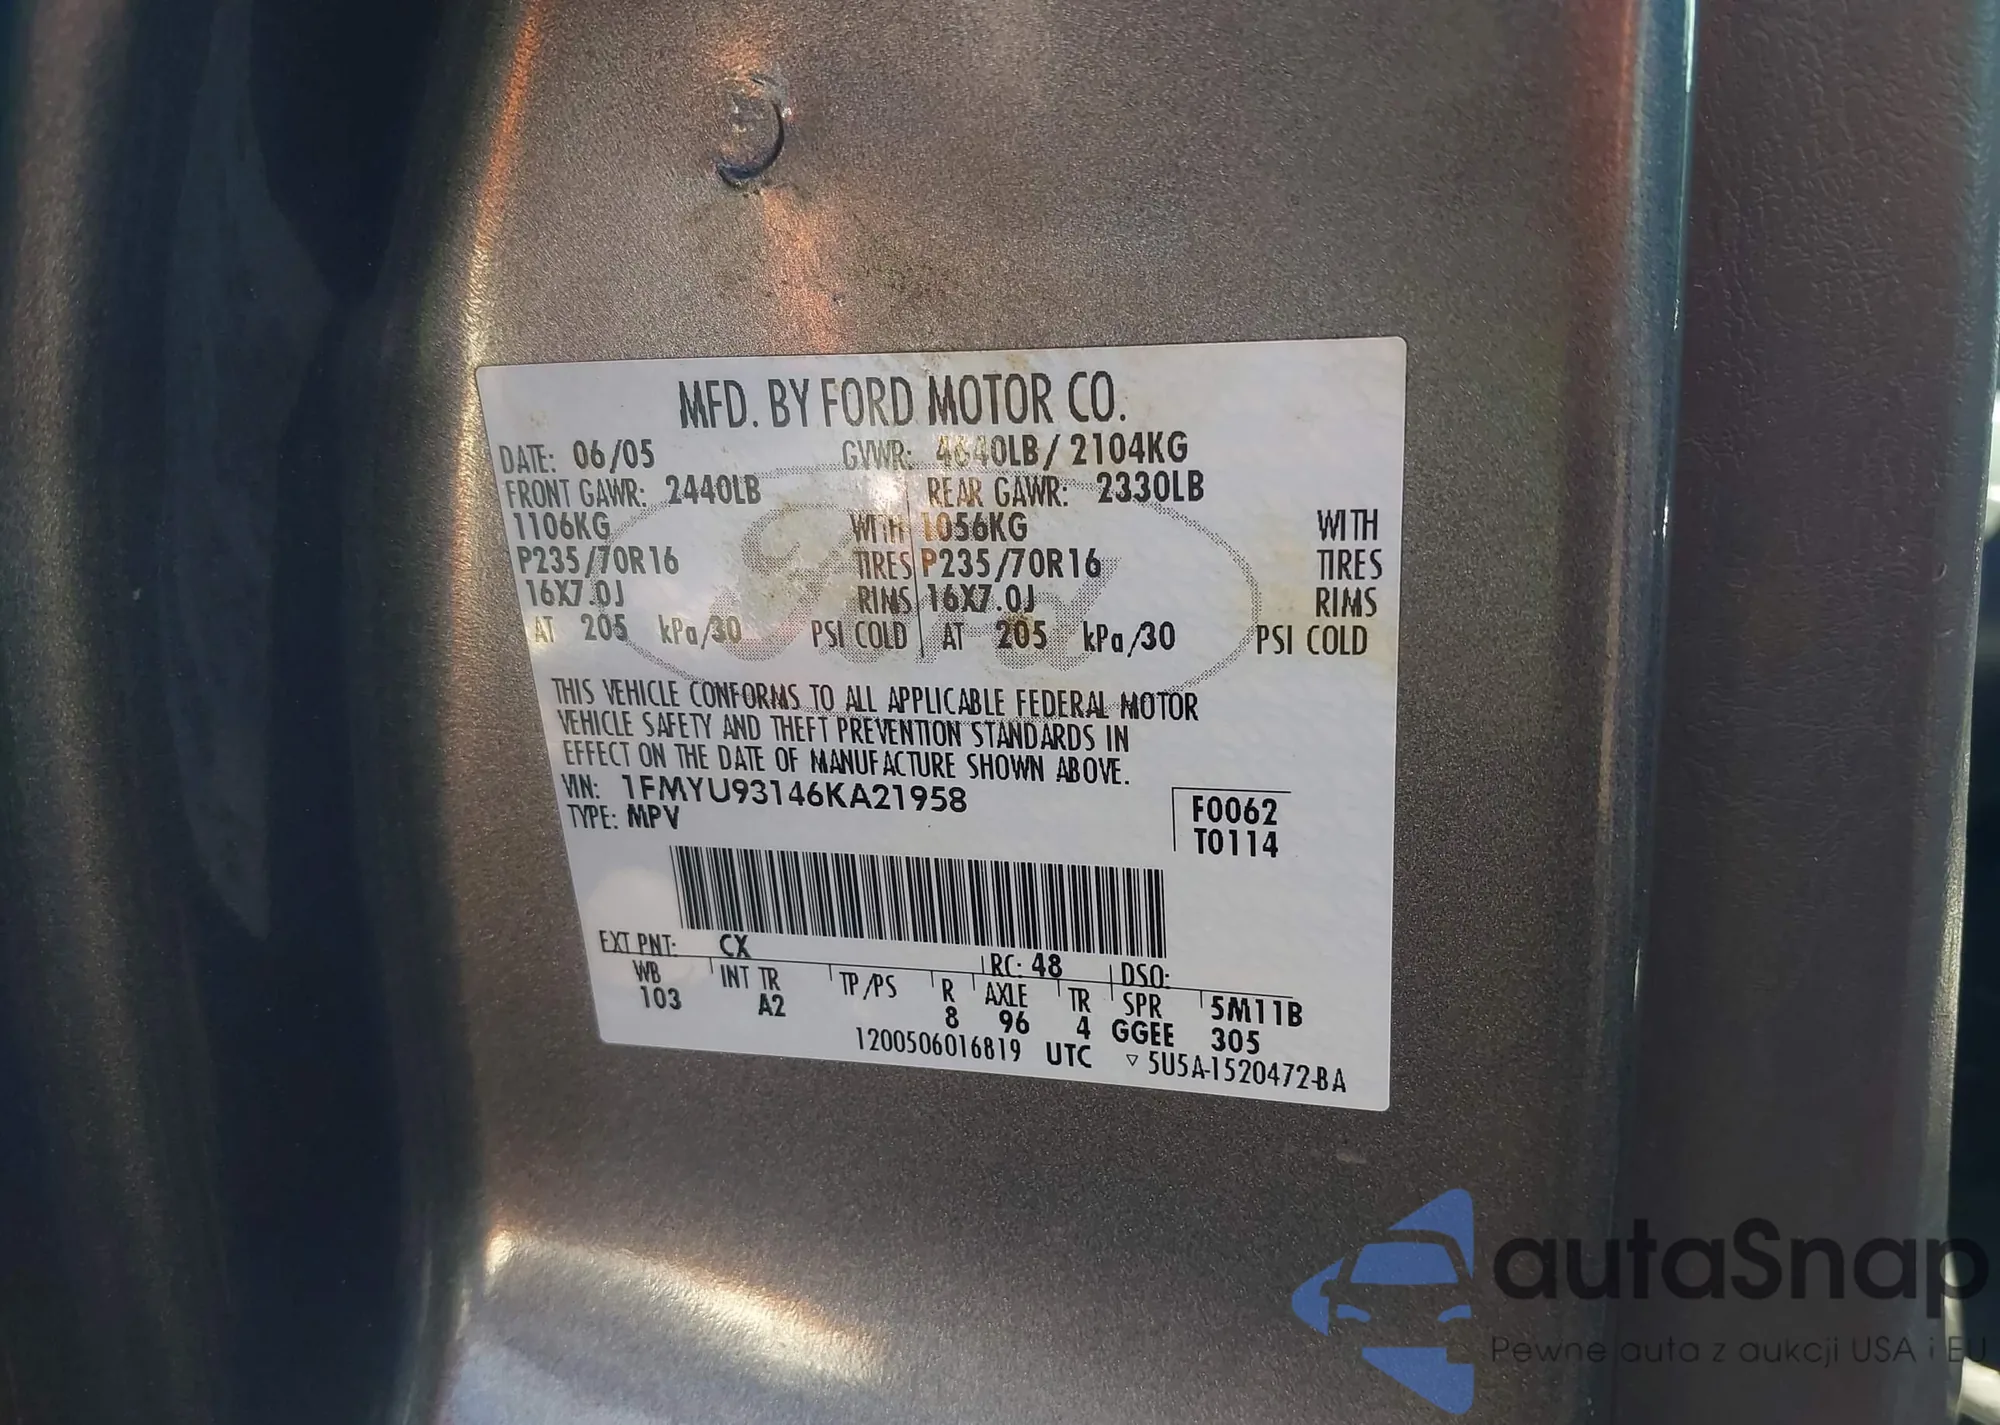 MFD. BY FORD MOTOR CO.
DATE: 06/05 GVWR: 4640LB/ 2104KG
FRONT GAWR: 2440LB REAR GAWR: 2330LB
1106KG WITH 1056KG WITH
P235/70R16 TIRES P235/70R16 TIRES
16X7.0J RIMS 16X7.0J RIMS
AT 205 kPa/30 PSI COLD AT 205 kPa/30 PSI COLD
Ford
THIS VEHICLE CONFORMS TO ALL APPLICABLE FEDERAL MOTOR
VEHICLE SAFETY AND THEFT PREVENTION STANDARDS IN
EFFECT ON THE DATE OF MANUFACTURE SHOWN ABOVE.
VIN: 1FMYU93146KA21958
TYPE: MPV
F0062
T0114
EXT PNT: CX RC: 48 DSO:
WB INT TR TP/PS R AXLE TR SPR 5M11B
103 A2 8 96 4 GGEE 305
1200506016819 UTC ▽ 5U5A-1520472-BA
autaSnap
Pewne auta z aukcji USA i EU